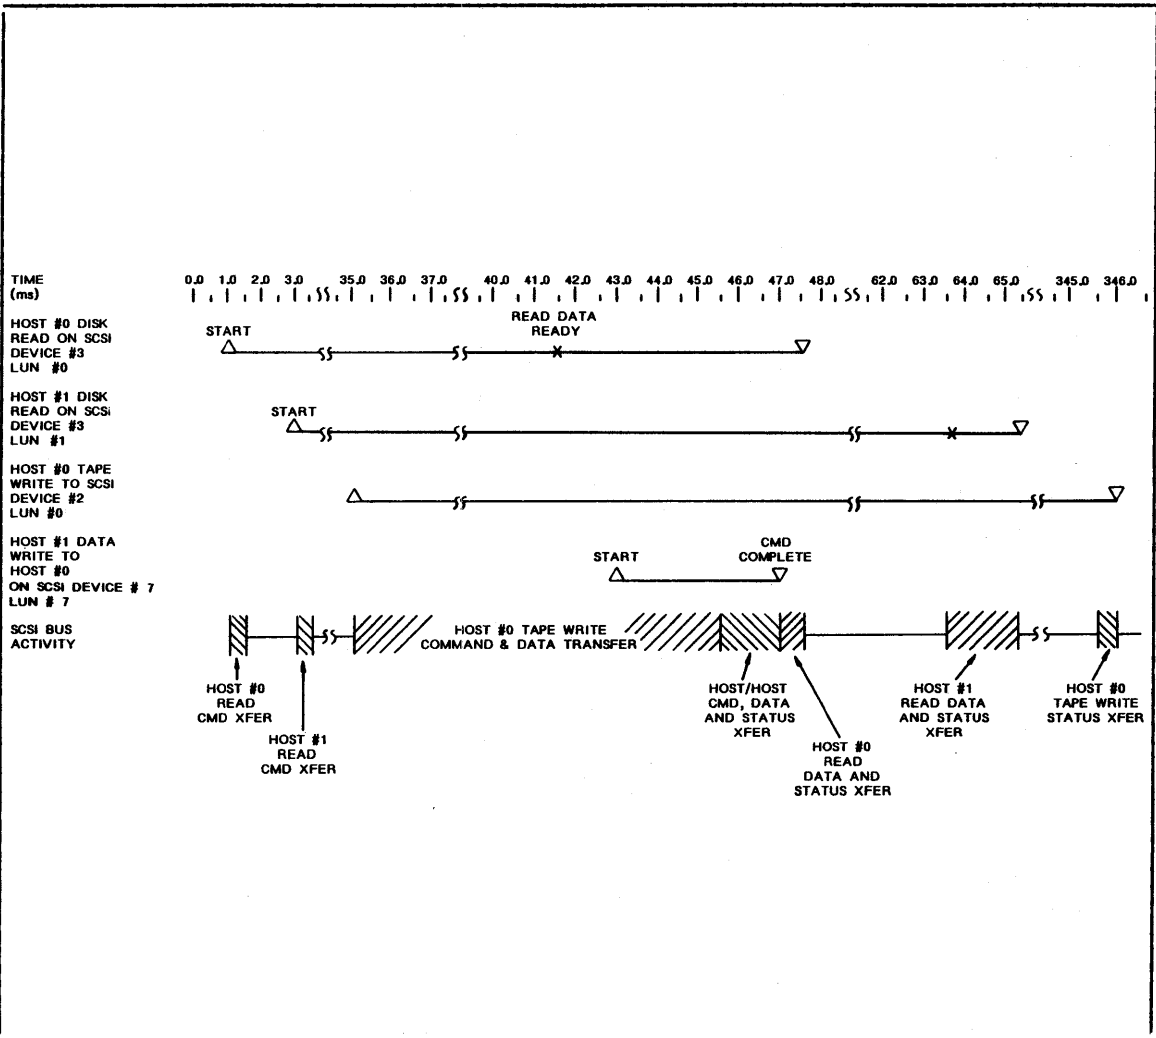 TIME
(ms)
0.0 1.0 2.0 3.0 35.0 36.0 37.0 40.0 41.0 42.0 43.0 44.0 45.0 46.0 47.0 48.0 62.0 63.0 64.0 65.0 345.0 346.0
HOST #0 DISK
READ ON SCSI
DEVICE #3
LUN #0
START
READ DATA
READY
HOST #1 DISK
READ ON SCSI
DEVICE #3
LUN #1
START
HOST #0 TAPE
WRITE TO SCSI
DEVICE #2
LUN #0
HOST #1 DATA
WRITE TO
HOST #0
ON SCSI DEVICE # 7
LUN # 7
START
CMD
COMPLETE
SCSI BUS
ACTIVITY
HOST #0 TAPE WRITE
COMMAND & DATA TRANSFER
HOST #0
READ
CMD XFER
HOST #1
READ
CMD XFER
HOST/HOST
CMD, DATA
AND STATUS
XFER
HOST #0
READ
DATA AND
STATUS XFER
HOST #1
READ DATA
AND STATUS
XFER
HOST #0
TAPE WRITE
STATUS XFER